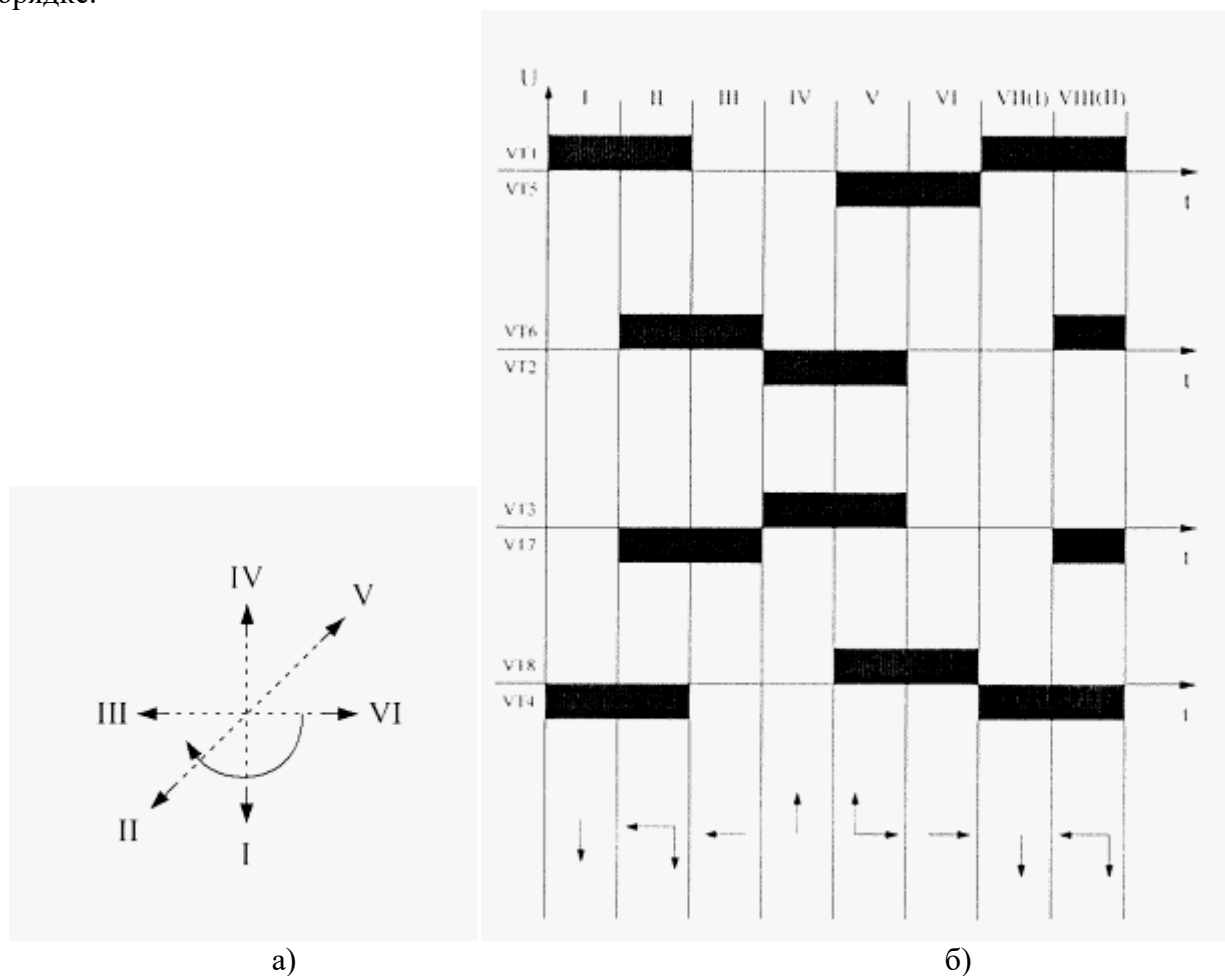 U I II III IV V VI VII(I) VIII(II)
VT1
VT5
t
VT6
VT2
t
VT3
VT7
t
VT8
VT4
t
IV
V
III VI
II
I
а) б)